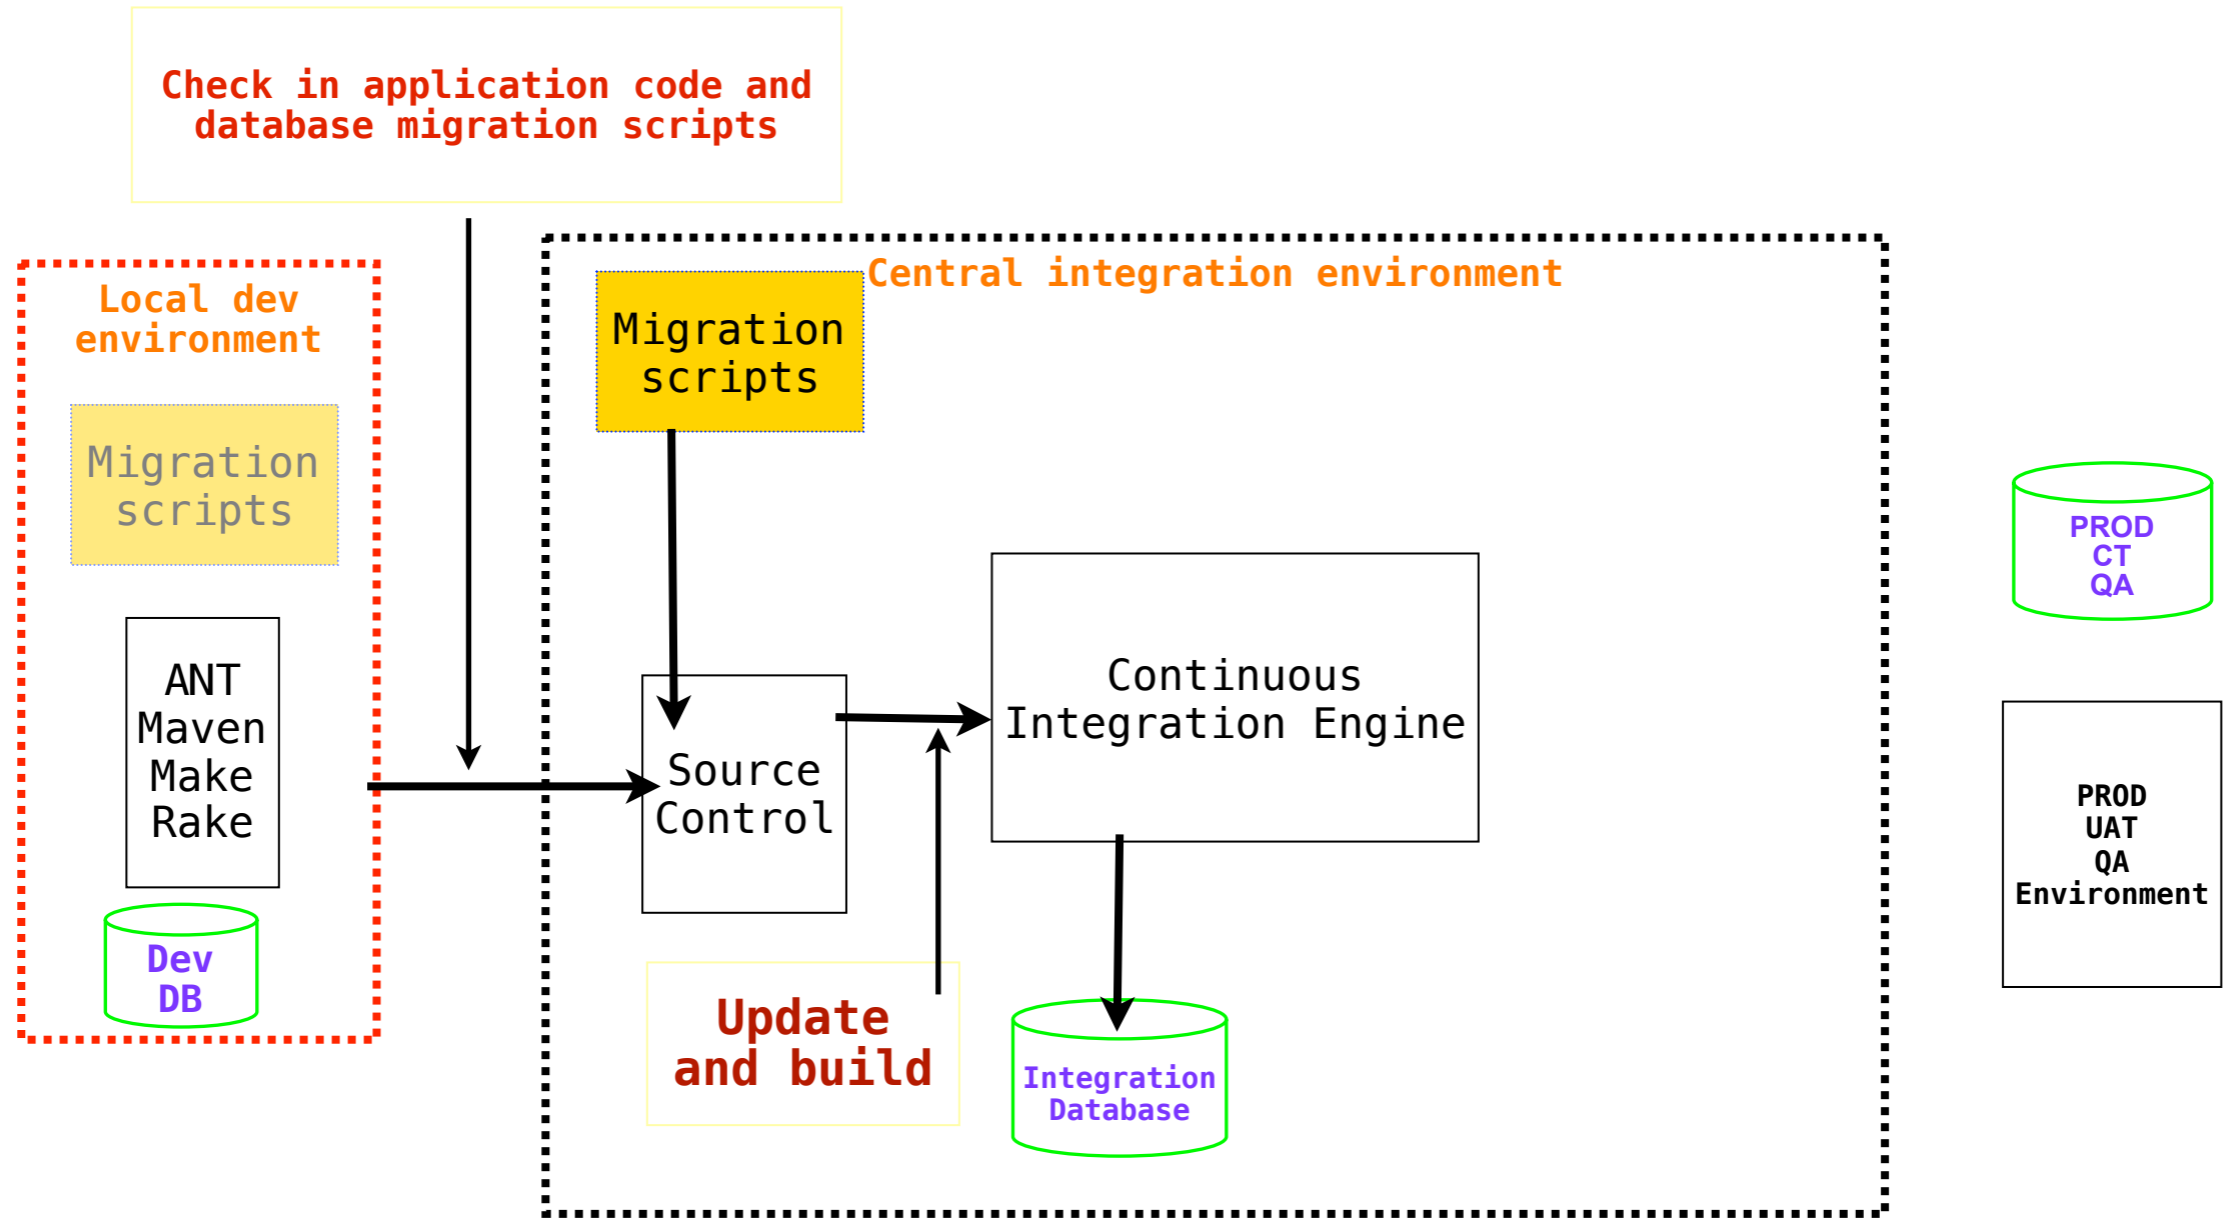 Check in application code and
database migration scripts
Local dev
environment
Migration
scripts
ANT
Maven
Make
Rake
Dev
DB
Central integration environment
Migration
scripts
Source
Control
Continuous
Integration Engine
Update
and build
Integration
Database
PROD
CT
QA
PROD
UAT
QA
Environment